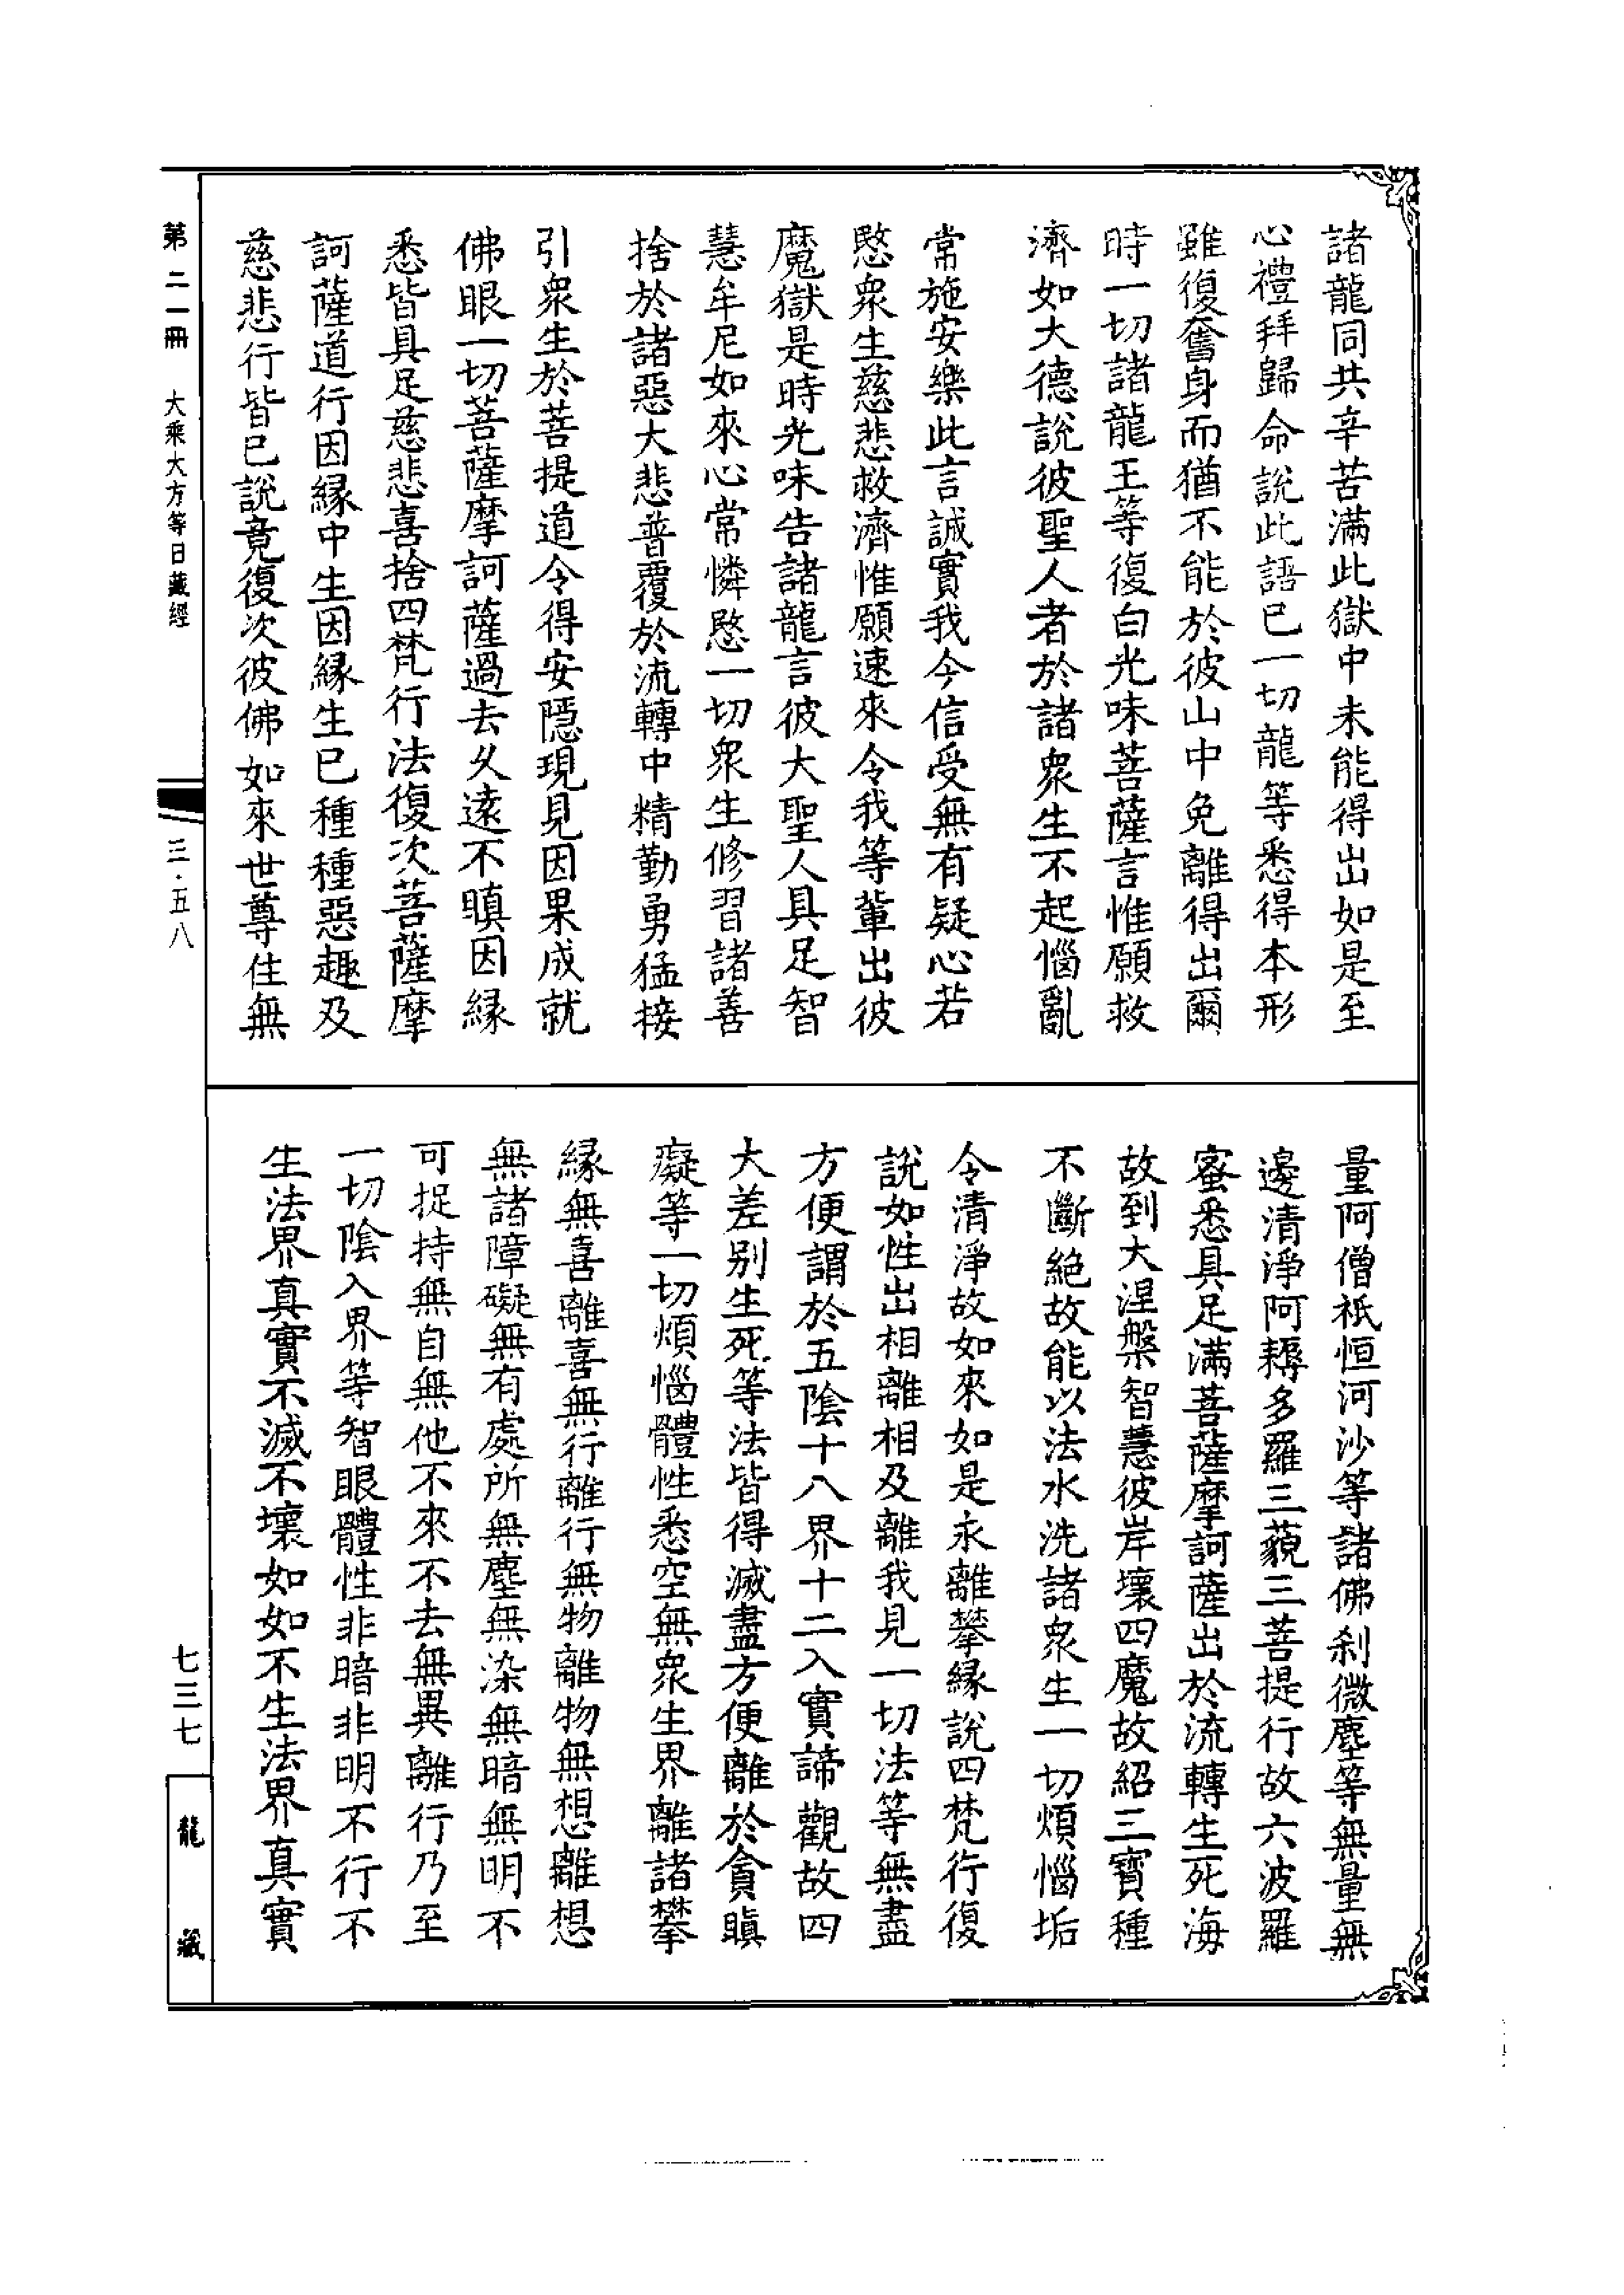 諸龍同共辛苦滿此獄中未能得出如是至
心禮拜歸命說此語已一切龍等悉得本形
雖復奮身而猶不能於彼山中免離得出爾
時一切諸龍王等復白光味菩薩言惟願救
濟如大德說彼聖人者於諸衆生不起惱亂
常施安樂此言誠實我今信受無有疑心若
愍衆生慈悲救濟惟願速來令我等輩出彼
魔獄是時光味告諸龍言彼大聖人具足智
慧牟尼如來心常憐愍一切衆生修習諸善
捨於諸惡大悲普覆於流轉中精勤勇猛接
引衆生於菩提道令得安隱現見因果成就
佛眼一切菩薩摩訶薩過去久遠不瞋因緣
悉皆具足慈悲喜捨四梵行法復次菩薩摩
訶薩道行因緣中生因緣生已種種惡趣及
慈悲行皆已說竟復次彼佛如來世尊住無
量阿僧祇恒河沙等諸佛刹微塵等無量無
邊清淨阿耨多羅三藐三菩提行故六波羅
蜜悉具足滿菩薩摩訶薩出於流轉生死海
故到大涅槃智慧彼岸壞四魔故紹三寶種
不斷絕故能以法水洗諸衆生一切煩惱垢
令清淨故如來如是永離攀緣說四梵行復
說如性出相離相及離我見一切法等無盡
方便謂於五陰十八界十二入實諦觀故四
大差別生死等法皆得滅盡方便離於貪瞋
癡等一切煩惱體性悉空無衆生界離諸攀
緣無喜離喜無行離行無物離物無想離想
無諸障礙無有處所無塵無染無暗無明不
可捉持無自無他不來不去無異離行乃至
一切陰入界等智眼體性非暗非明不行不
生法界真實不滅不壞如如不生法界真實
第二一冊 大乘大方等日藏經
三·五八
七三七
龍藏